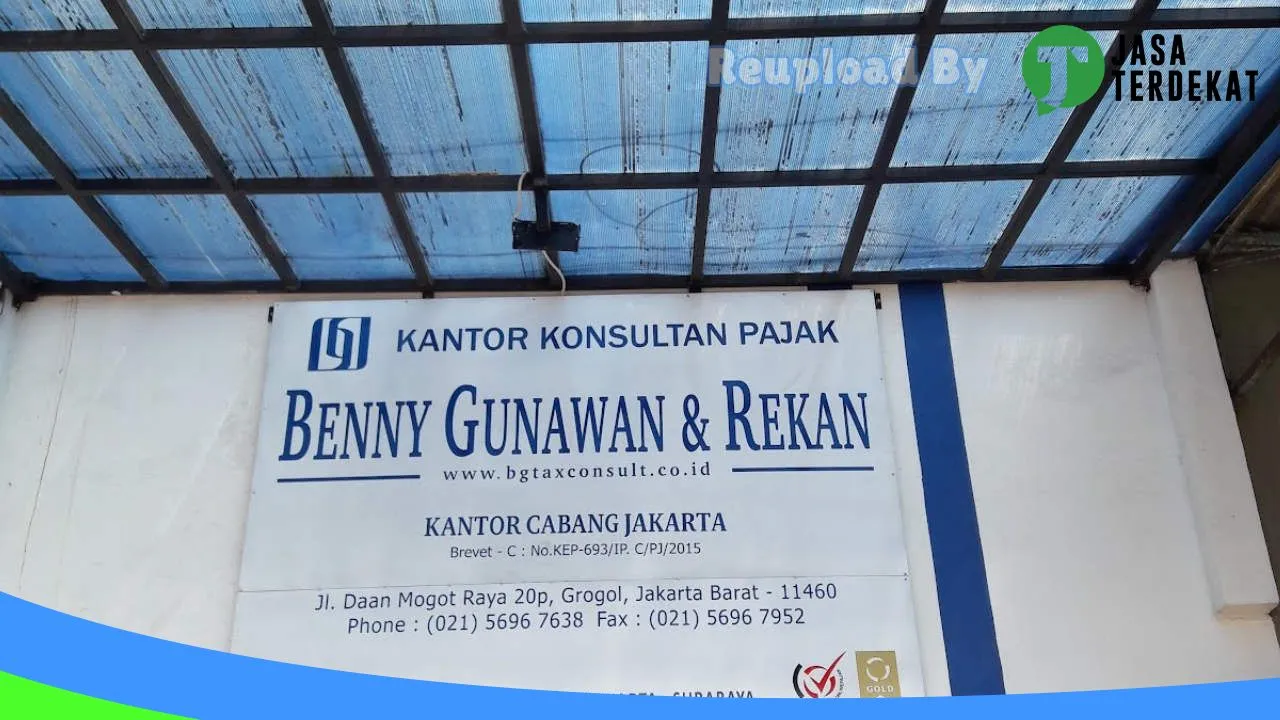 Reupload By
JASA
TERDEKAT
KANTOR KONSULTAN PAJAK
BENNY GUNAWAN & REKAN
www.bgtaxconsult.co.id
KANTOR CABANG JAKARTA
Brevet - C : No.KEP-693/IP. C/PJ/2015
Jl. Daan Mogot Raya 20p, Grogol, Jakarta Barat - 11460
Phone : (021) 5696 7638 Fax : (021) 5696 7952
SURABAYA
GOLD